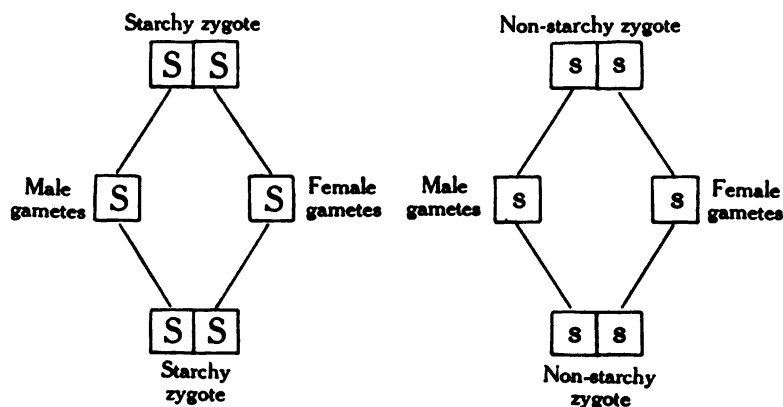 Starchy zygote
S S
Male
gametes
S
S
Female
gametes
S S
Starchy
zygote
Non-starchy zygote
s s
Male
gametes
s
s
Female
gametes
s s
Non-starchy
zygote